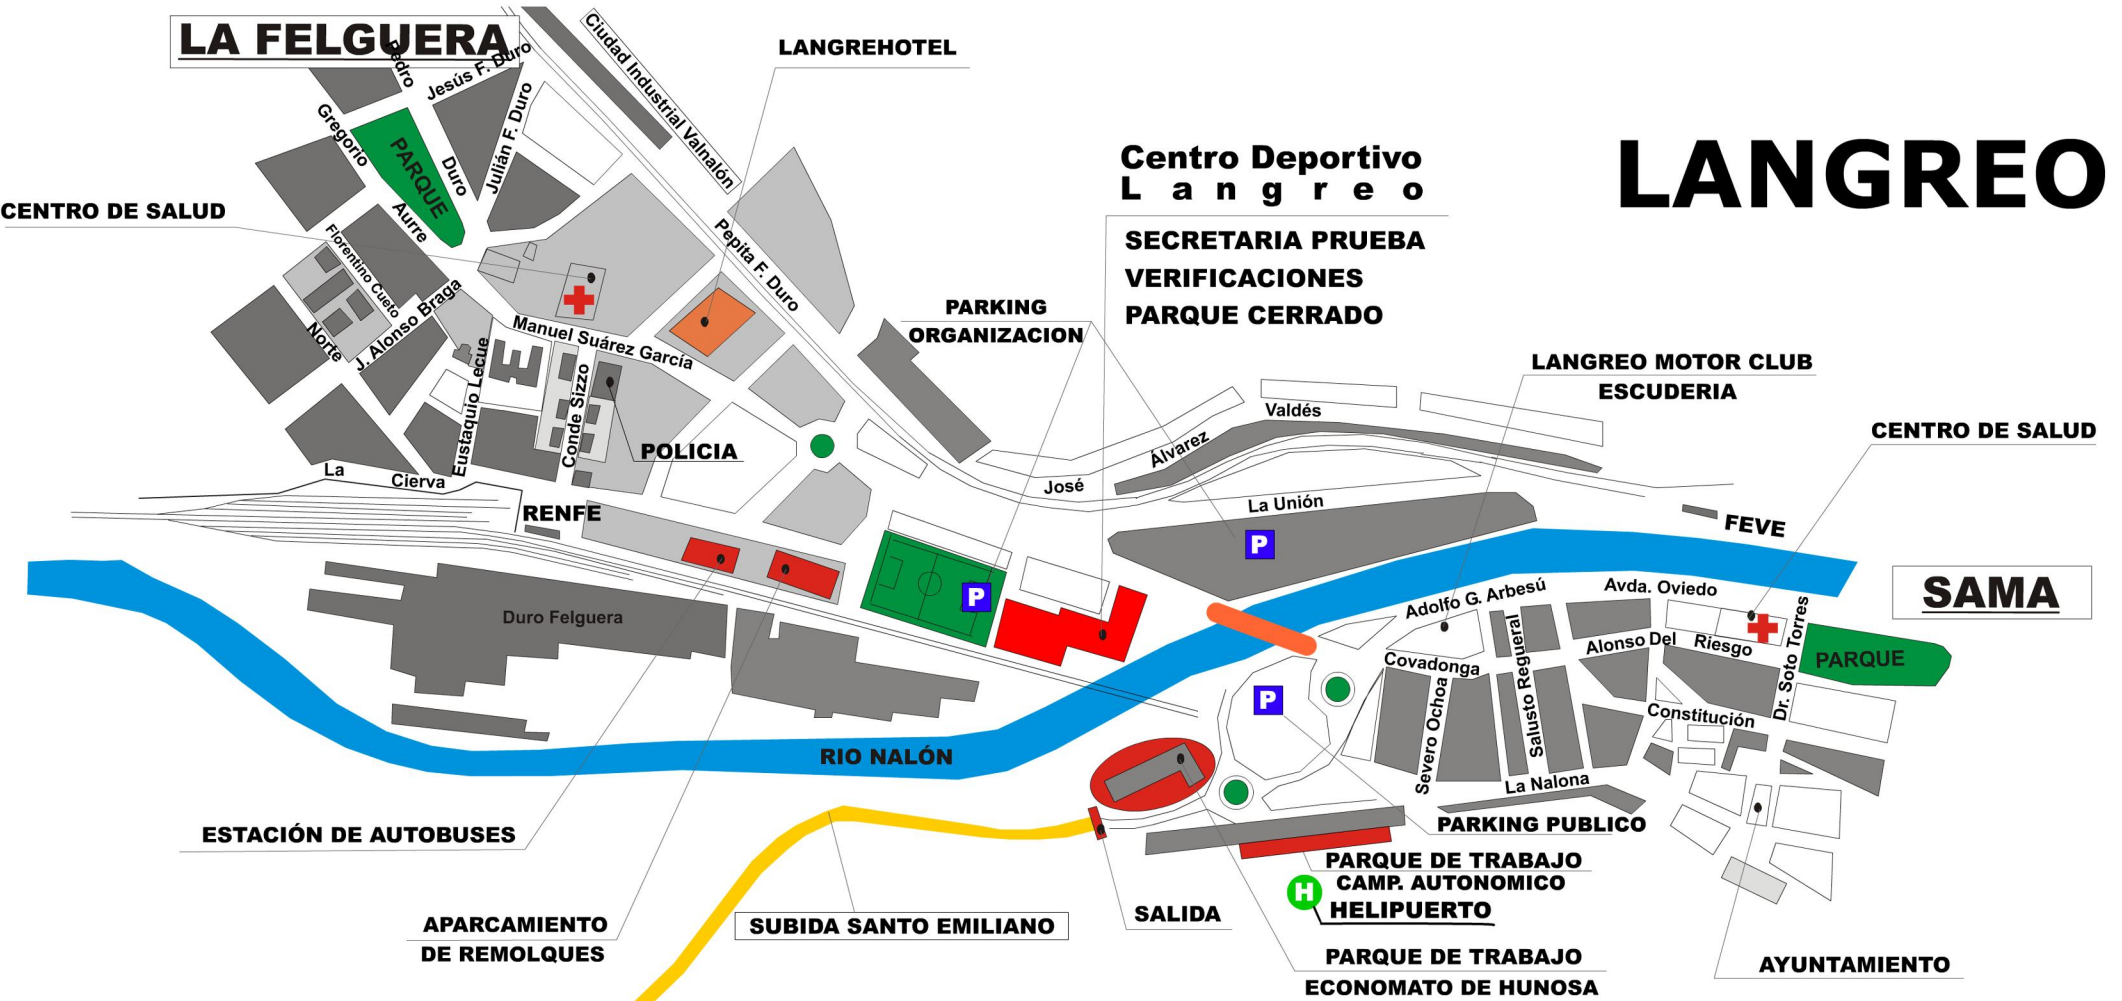 LA FELGUERA
LANGREO
LANGREHOTEL
Ciudad Industrial Valnalón
Pedro
Jesús F. Duro
Gregorio
PARQUE
Duro
Julián F. Duro
Aurre
CENTRO DE SALUD
Florentino Cueto
Norte
J. Alonso Braga
Pepita F. Duro
Manuel Suárez García
Eustaquio Lecue
Conde Sizzo
POLICIA
La
Cierva
RENFE
Centro Deportivo
Langreo
SECRETARIA PRUEBA
VERIFICACIONES
PARQUE CERRADO
PARKING
ORGANIZACION
LANGREO MOTOR CLUB
ESCUDERIA
CENTRO DE SALUD
José
Álvarez
Valdés
La Unión
P
P
FEVE
SAMA
Duro Felguera
Adolfo G. Arbesú
Avda. Oviedo
Alonso Del
Riesgo
Dr. Soto Torres
PARQUE
Covadonga
Severo Ochoa
Salusto Regueral
Constitución
La Nalona
P
RIO NALÓN
ESTACIÓN DE AUTOBUSES
APARCAMIENTO
DE REMOLQUES
SUBIDA SANTO EMILIANO
SALIDA
PARKING PUBLICO
PARQUE DE TRABAJO
CAMP. AUTONOMICO
H
HELIPUERTO
PARQUE DE TRABAJO
ECONOMATO DE HUNOSA
AYUNTAMIENTO